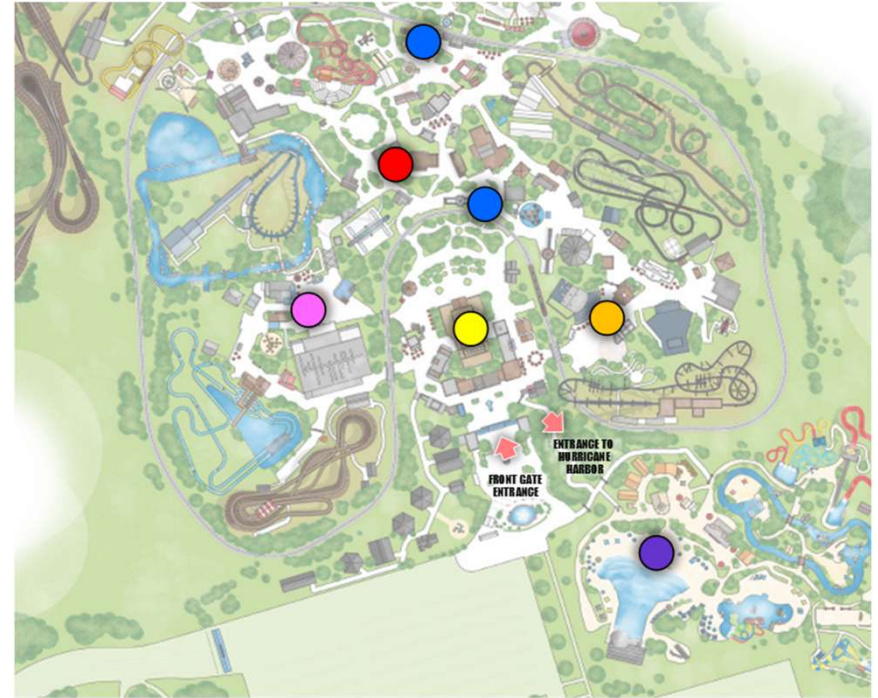 ENTRANCE TO
HURRICANE
HARBOR
FRONT GATE
ENTRANCE